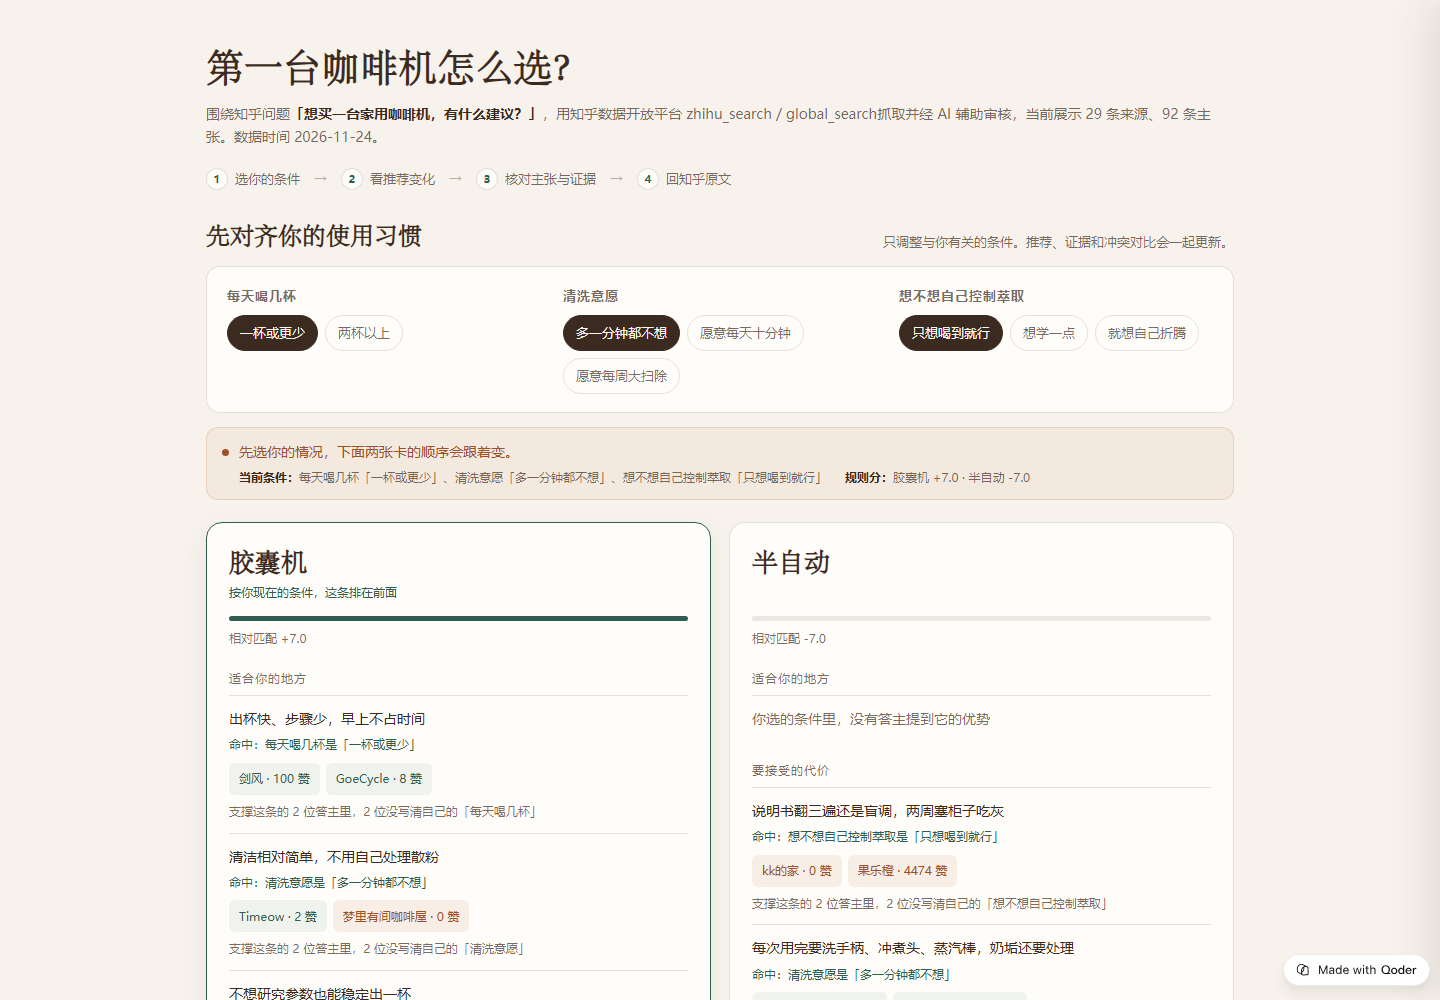 第一台咖啡机怎么选?
围绕知乎问题「想买一台家用咖啡机，有什么建议？」，用知乎数据开放平台 zhihu_search / global_search抓取并经 AI 辅助审核，当前展示 29 条来源、92 条主
张。数据时间 2026-11-24。
1 选你的条件 → 2 看推荐变化 → 3 核对主张与证据 → 4 回知乎原文
先对齐你的使用习惯
只调整与你有关的条件。推荐、证据和冲突对比会一起更新。
每天喝几杯
一杯或更少 两杯以上
清洗意愿
多一分钟都不想 愿意每天十分钟
愿意每周大扫除
想不想自己控制萃取
只想喝到就行 想学一点 就想自己折腾
先选你的情况，下面两张卡的顺序会跟着变。
当前条件：每天喝几杯「一杯或更少」、清洗意愿「多一分钟都不想」、想不想自己控制萃取「只想喝到就行」 规则分：胶囊机 +7.0 · 半自动 -7.0
胶囊机
按你现在的条件，这条排在前面
相对匹配 +7.0
适合你的地方
出杯快、步骤少，早上不占时间
命中：每天喝几杯是「一杯或更少」
剑风 · 100 赞 GoeCycle · 8 赞
支撑这条的 2 位答主里，2 位没写清自己的「每天喝几杯」
清洁相对简单，不用自己处理散粉
命中：清洗意愿是「多一分钟都不想」
Timeow · 2 赞 梦里有间咖啡屋 · 0 赞
支撑这条的 2 位答主里，2 位没写清自己的「清洗意愿」
不想研究参数也能稳定出一杯
半自动
相对匹配 -7.0
适合你的地方
你选的条件里，没有答主提到它的优势
要接受的代价
说明书翻三遍还是盲调，两周塞柜子吃灰
命中：想不想自己控制萃取是「只想喝到就行」
kk的家 · 0 赞 果乐橙 · 4474 赞
支撑这条的 2 位答主里，2 位没写清自己的「想不想自己控制萃取」
每次用完要洗手柄、冲煮头、蒸汽棒，奶垢还要处理
命中：清洗意愿是「多一分钟都不想」
Made with Qoder